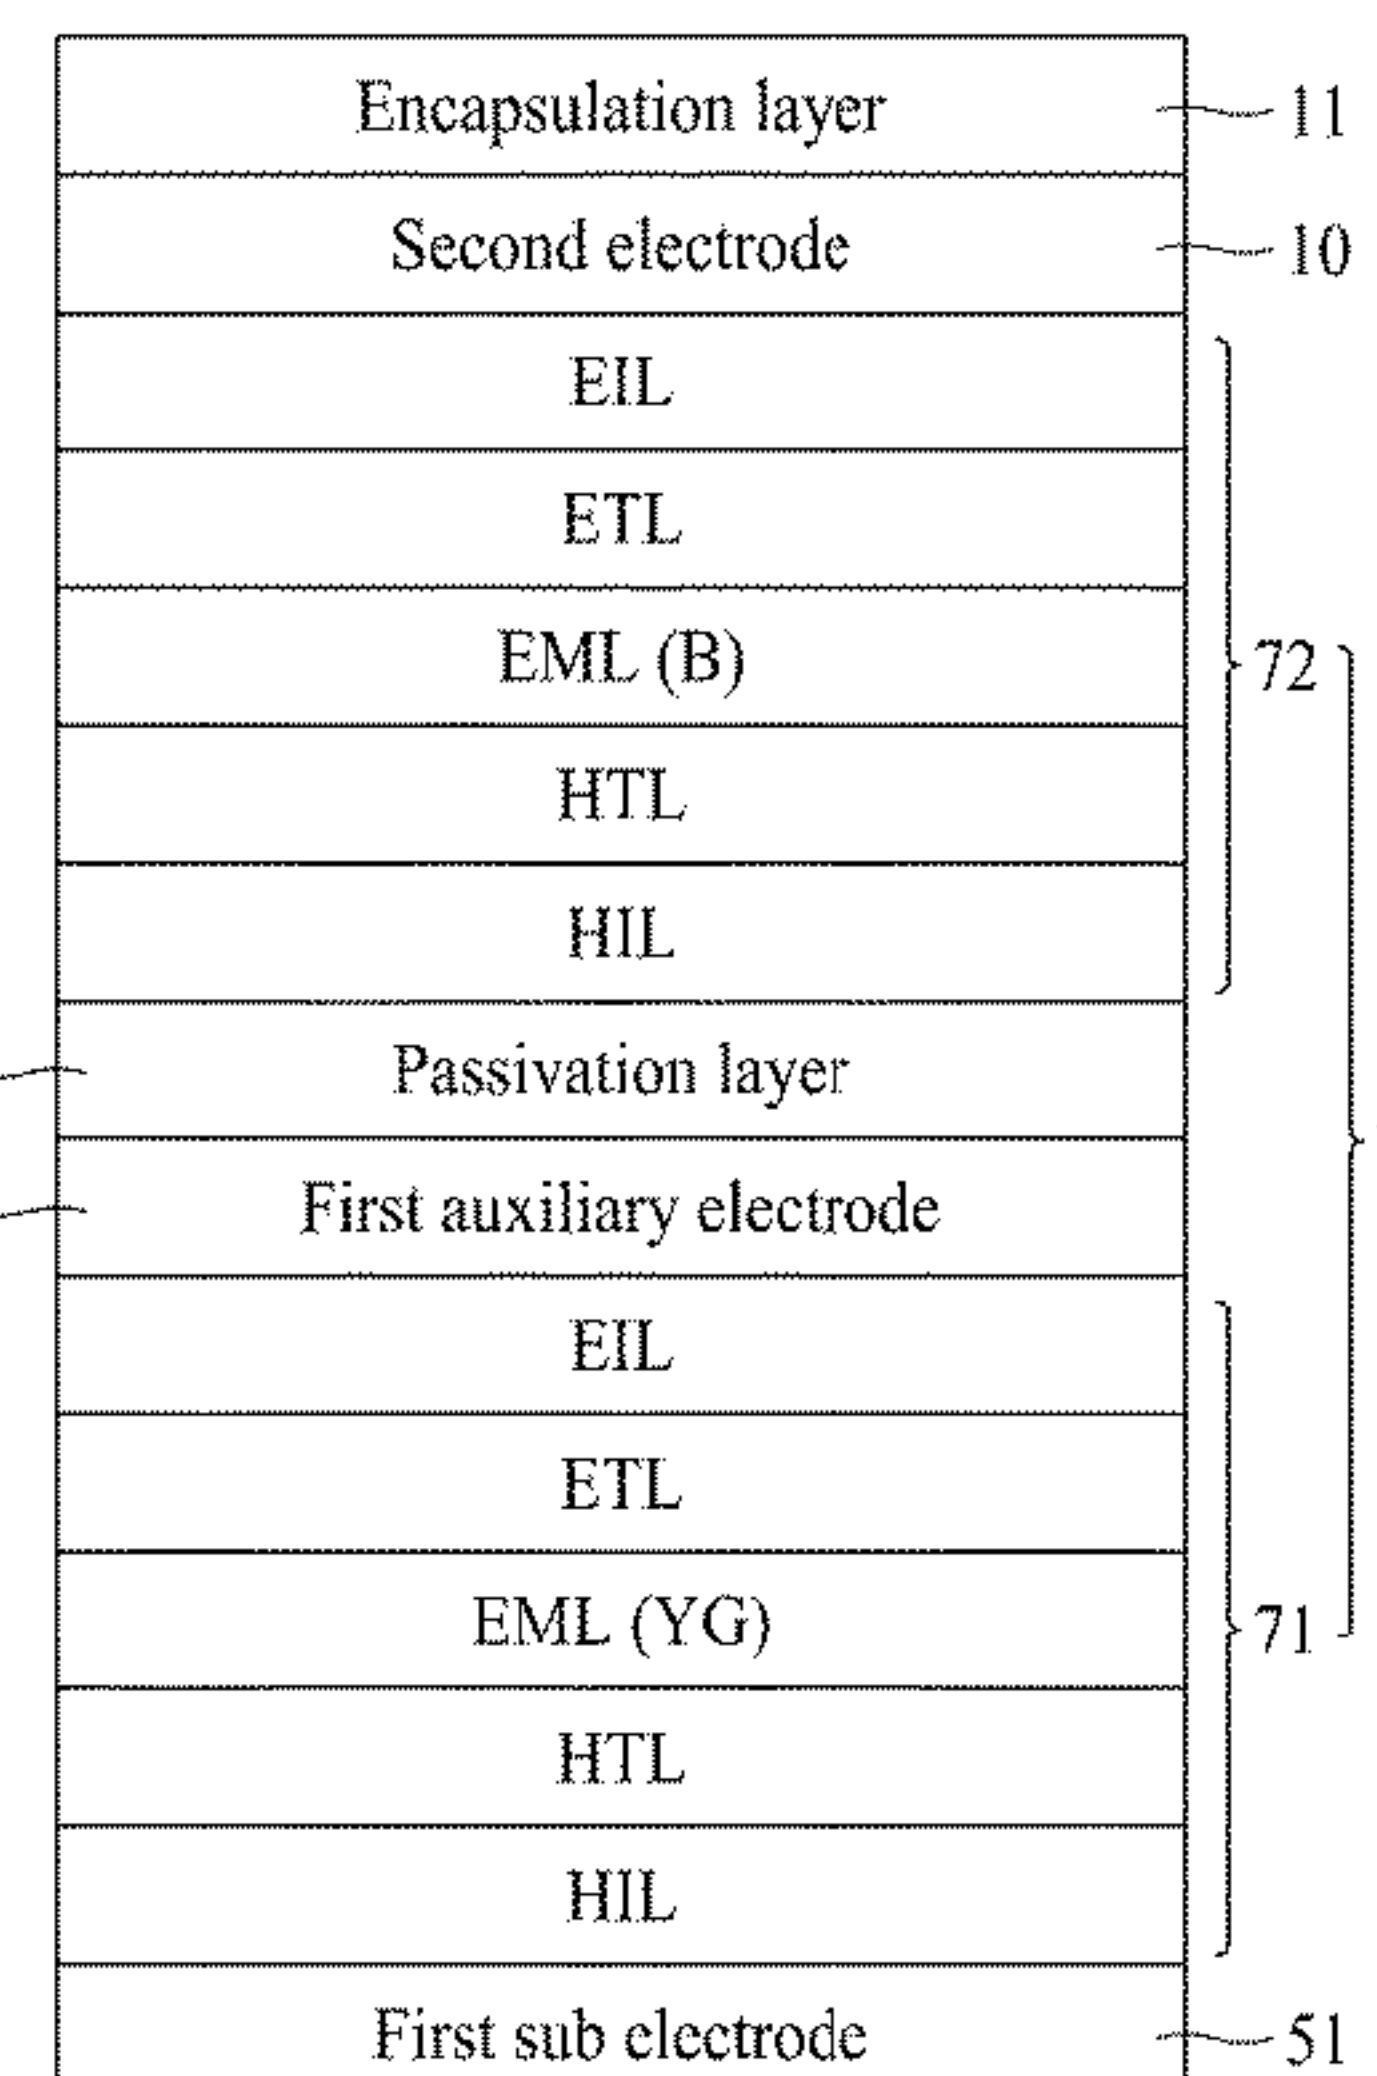 Encapsulation layer 11
Second electrode 10
EIL
ETL
EML (B) 72
HTL
HIL
Passivation layer
First auxiliary electrode
EIL
ETL
EML (YG) 71
HTL
HIL
First sub electrode 51